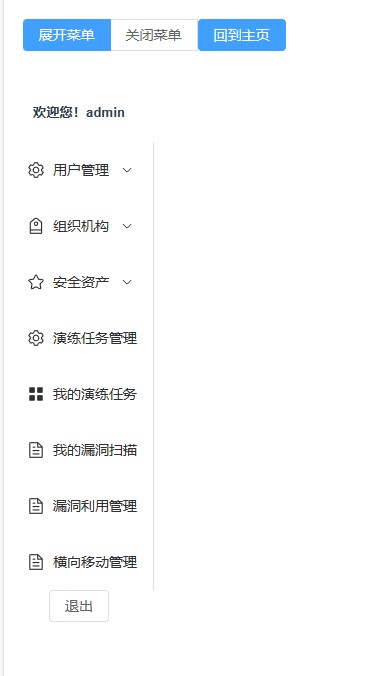 展开菜单 关闭菜单 回到主页
欢迎您！admin
用户管理
组织机构
安全资产
演练任务管理
我的演练任务
我的漏洞扫描
漏洞利用管理
横向移动管理
退出